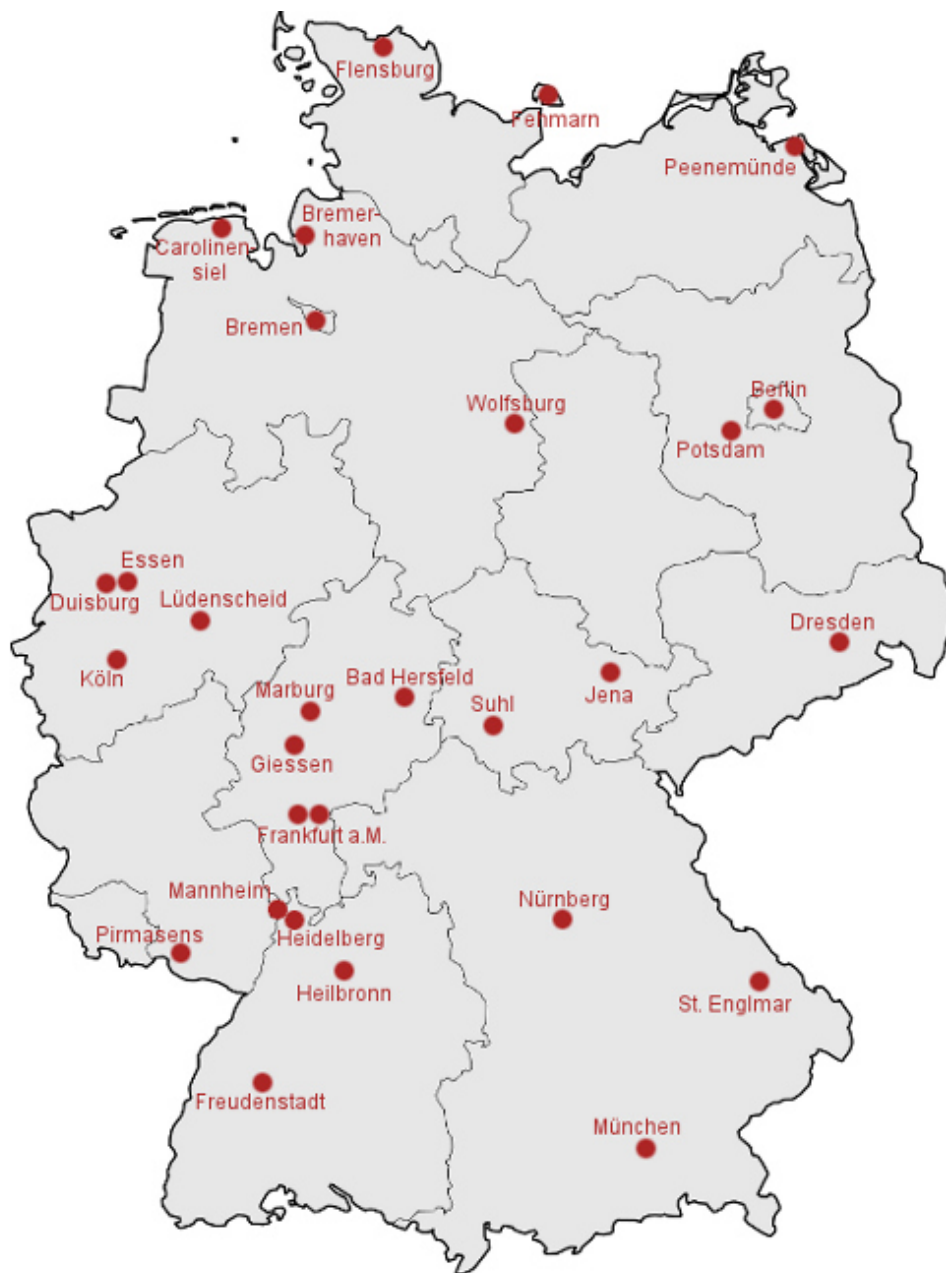 Flensburg
Fehmarn
Peenemünde
Bremer-
haven
Carolinen-
siel
Bremen
Wolfsburg
Berlin
Potsdam
Essen
Duisburg
Lüdenscheid
Köln
Dresden
Bad Hersfeld
Marburg
Suhl
Jena
Giessen
Frankfurt a.M.
Mannheim
Heidelberg
Pirmasens
Nürnberg
Heilbronn
St. Englmar
Freudenstadt
München